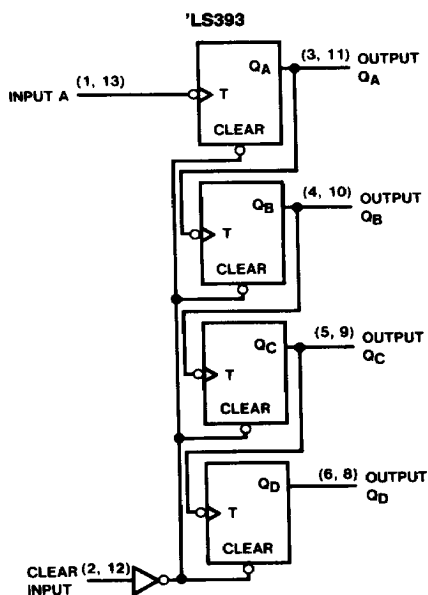 'LS393
QA
(3, 11) OUTPUT
QA
INPUT A (1, 13)
T
CLEAR
QB
(4, 10) OUTPUT
QB
T
CLEAR
QC
(5, 9) OUTPUT
QC
T
CLEAR
QD
(6, 8) OUTPUT
QD
T
CLEAR
CLEAR (2, 12)
INPUT